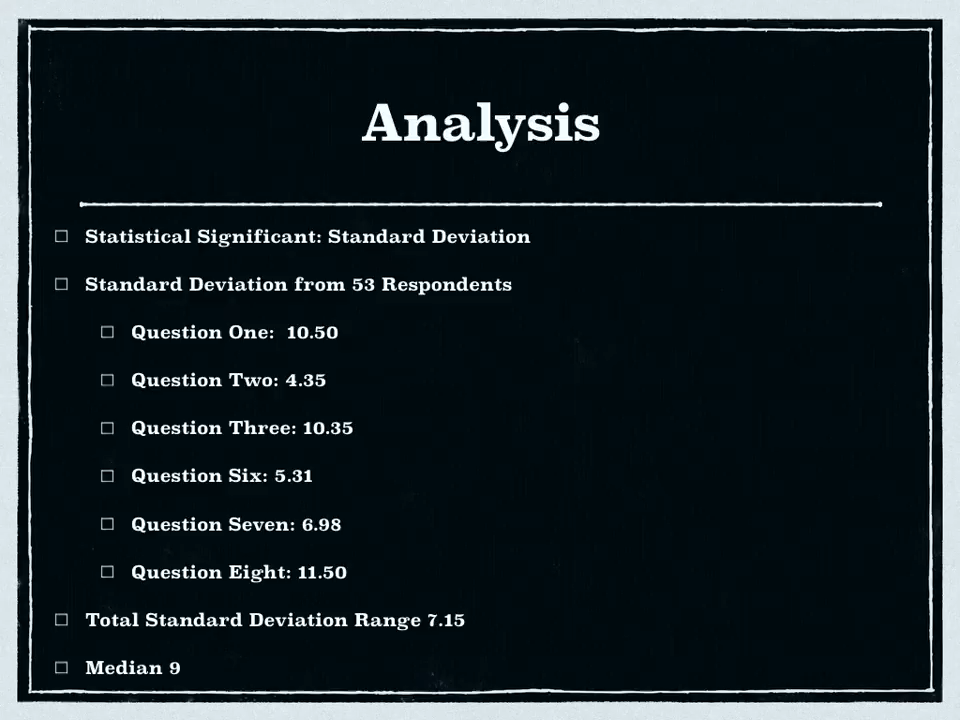 Analysis
Statistical Significant: Standard Deviation
Standard Deviation from 53 Respondents
Question One:  10.50
Question Two: 4.35
Question Three: 10.35
Question Six: 5.31
Question Seven: 6.98
Question Eight: 11.50
Total Standard Deviation Range 7.15
Median 9